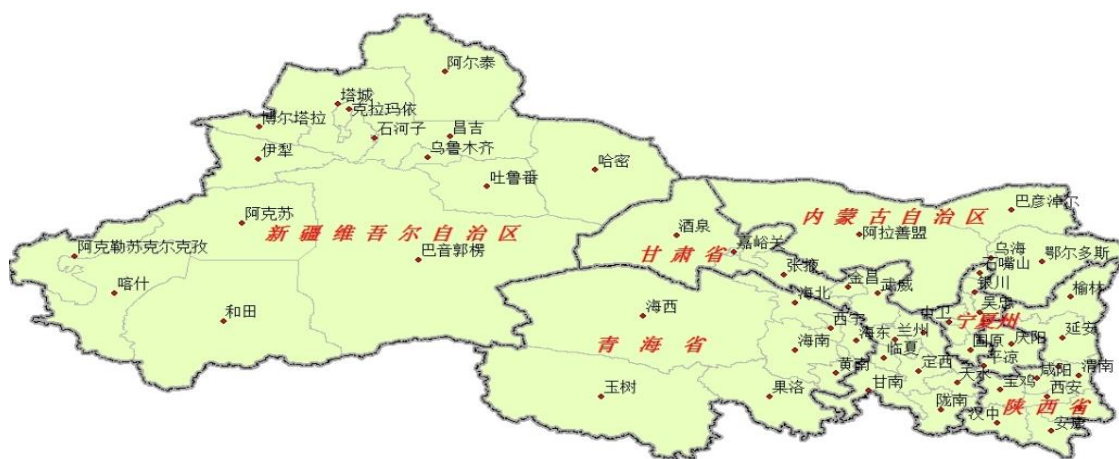 阿尔泰
塔城
克拉玛依
博尔塔拉
石河子
昌吉
伊犁
乌鲁木齐
哈密
吐鲁番
阿克苏
新疆维吾尔自治区
阿克勒苏克尔克孜
巴音郭楞
喀什
和田
巴彦淖尔
内蒙古自治区
阿拉善盟
酒泉
嘉峪关
甘肃省
乌海
鄂尔多斯
石嘴山
张掖
金昌
武威
银川
榆林
海北
吴忠
海西
中卫
宁夏州
西宁
海东
兰州
延安
青海省
海南
临夏
固原
庆阳
黄南
定西
平凉
天水
咸阳
渭南
玉树
果洛
甘南
宝鸡
西安
陇南
陕西省
汉中
安康